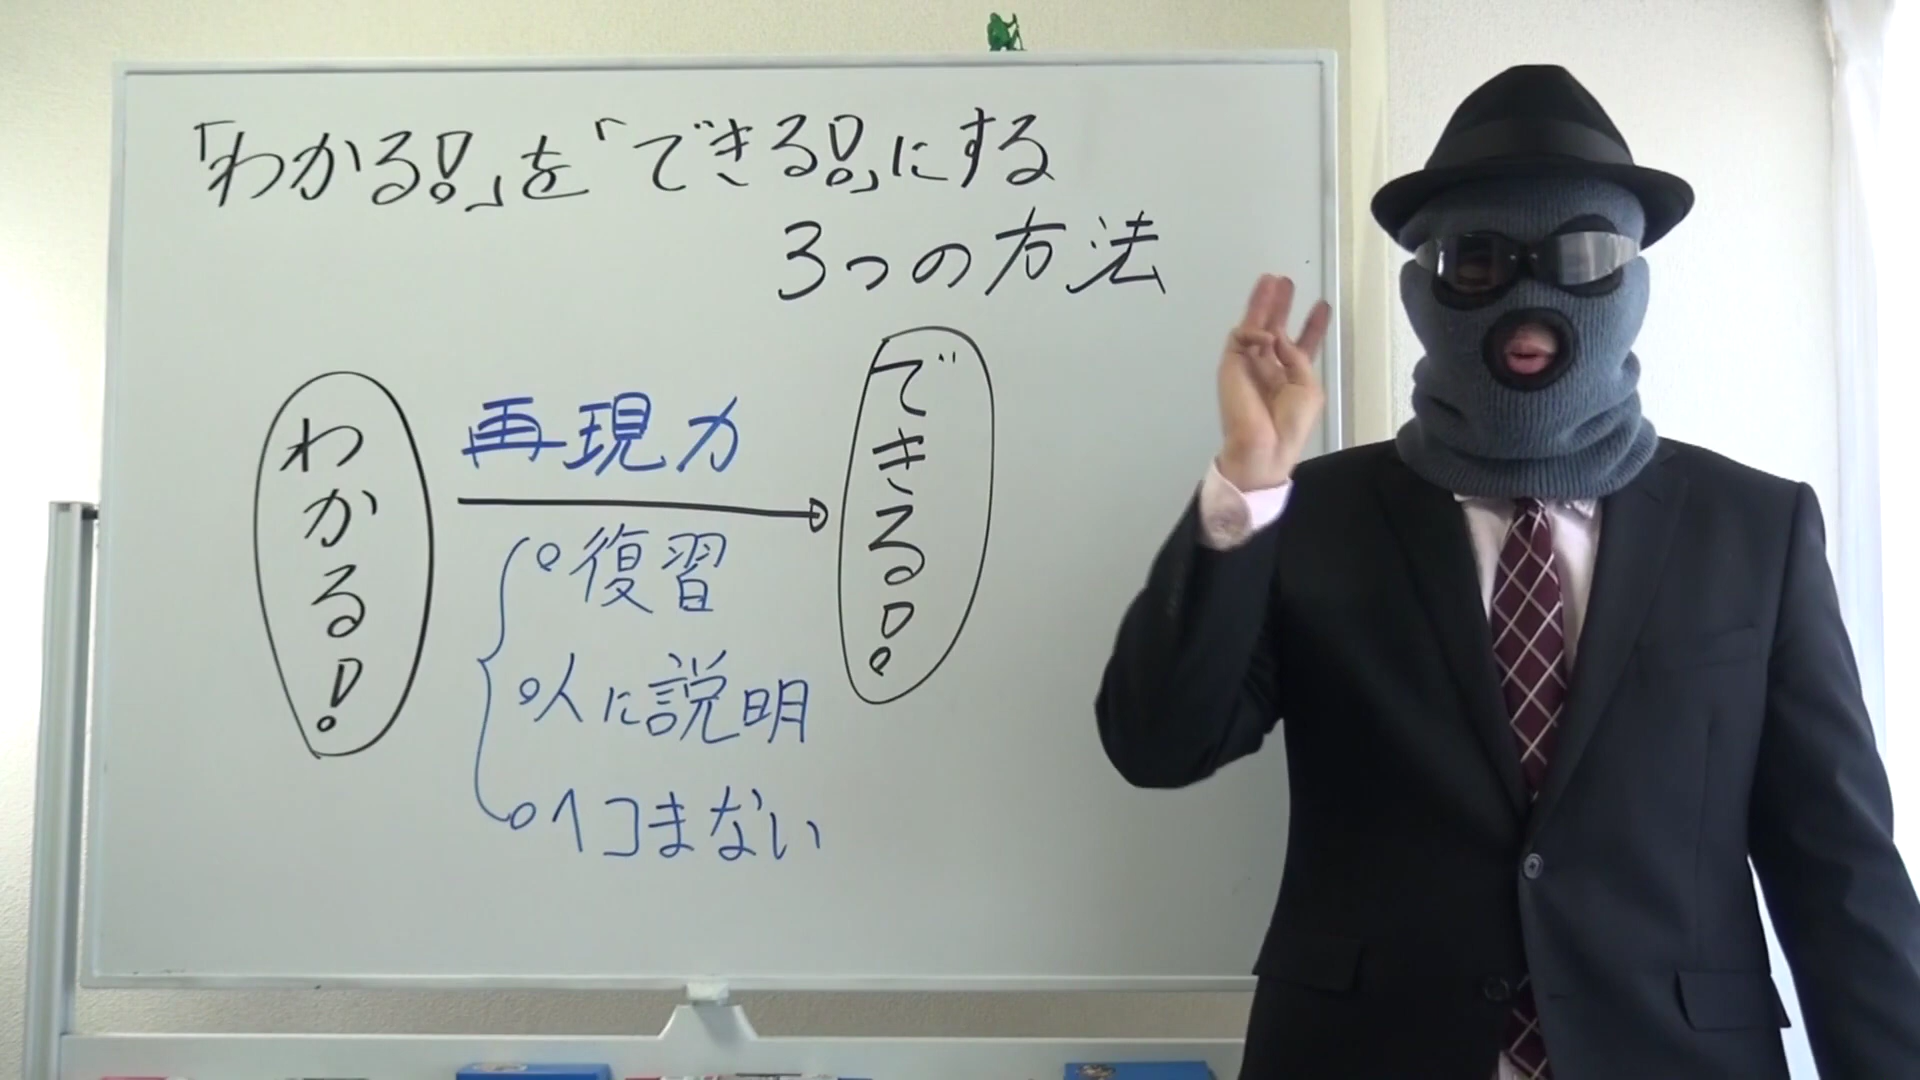 「わかる!」を「できる!」にする
3つの方法
わかる!
再現力
できる!
復習
人に説明
ヘコまない